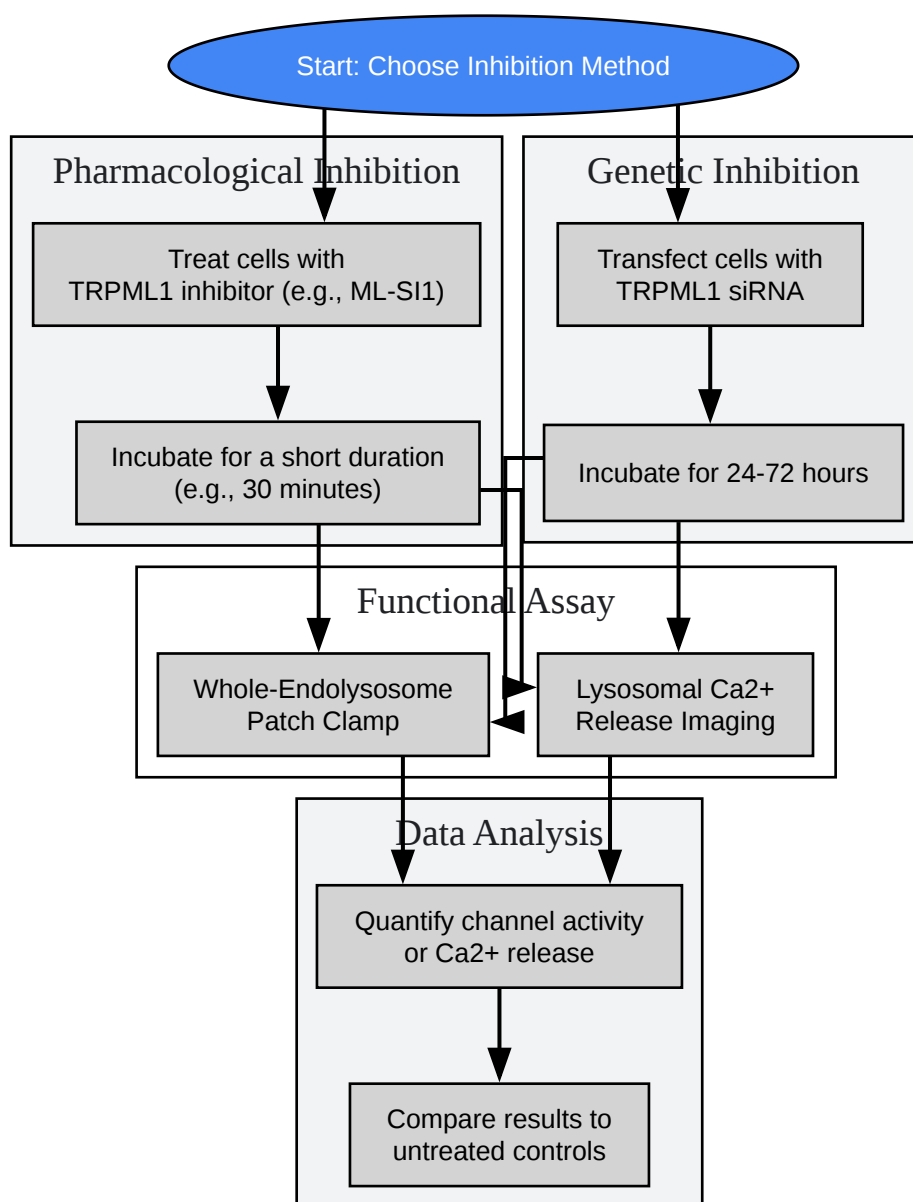 Start: Choose Inhibition Method
Pharmacological Inhibition
Treat cells with
TRPML1 inhibitor (e.g., ML-SI1)
Incubate for a short duration
(e.g., 30 minutes)
Genetic Inhibition
Transfect cells with
TRPML1 siRNA
Incubate for 24-72 hours
Functional Assay
Whole-Endolysosome
Patch Clamp
Lysosomal Ca2+
Release Imaging
Data Analysis
Quantify channel activity
or Ca2+ release
Compare results to
untreated controls